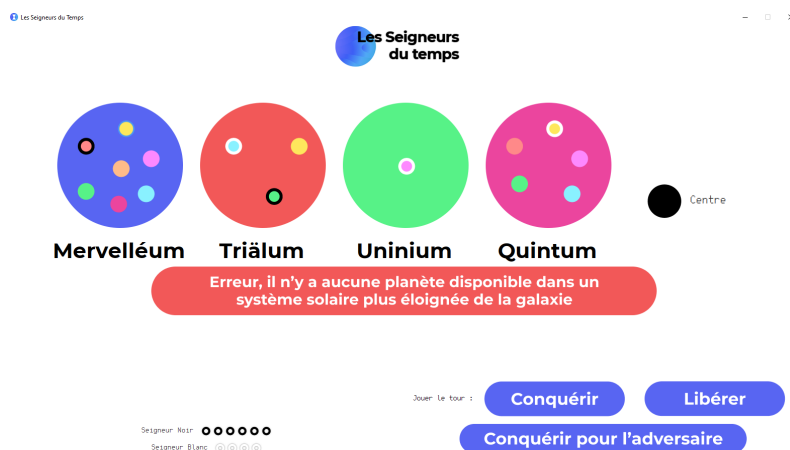 Les Seigneurs du Temps
Les Seigneurs
du temps
Centre
Mervelléum
Triälum
Uninium
Quintum
Erreur, il n’y a aucune planète disponible dans un
système solaire plus éloignée de la galaxie
Jouer le tour :
Conquérir
Libérer
Seigneur Noir
Conquérir pour l’adversaire
Seigneur Blanc